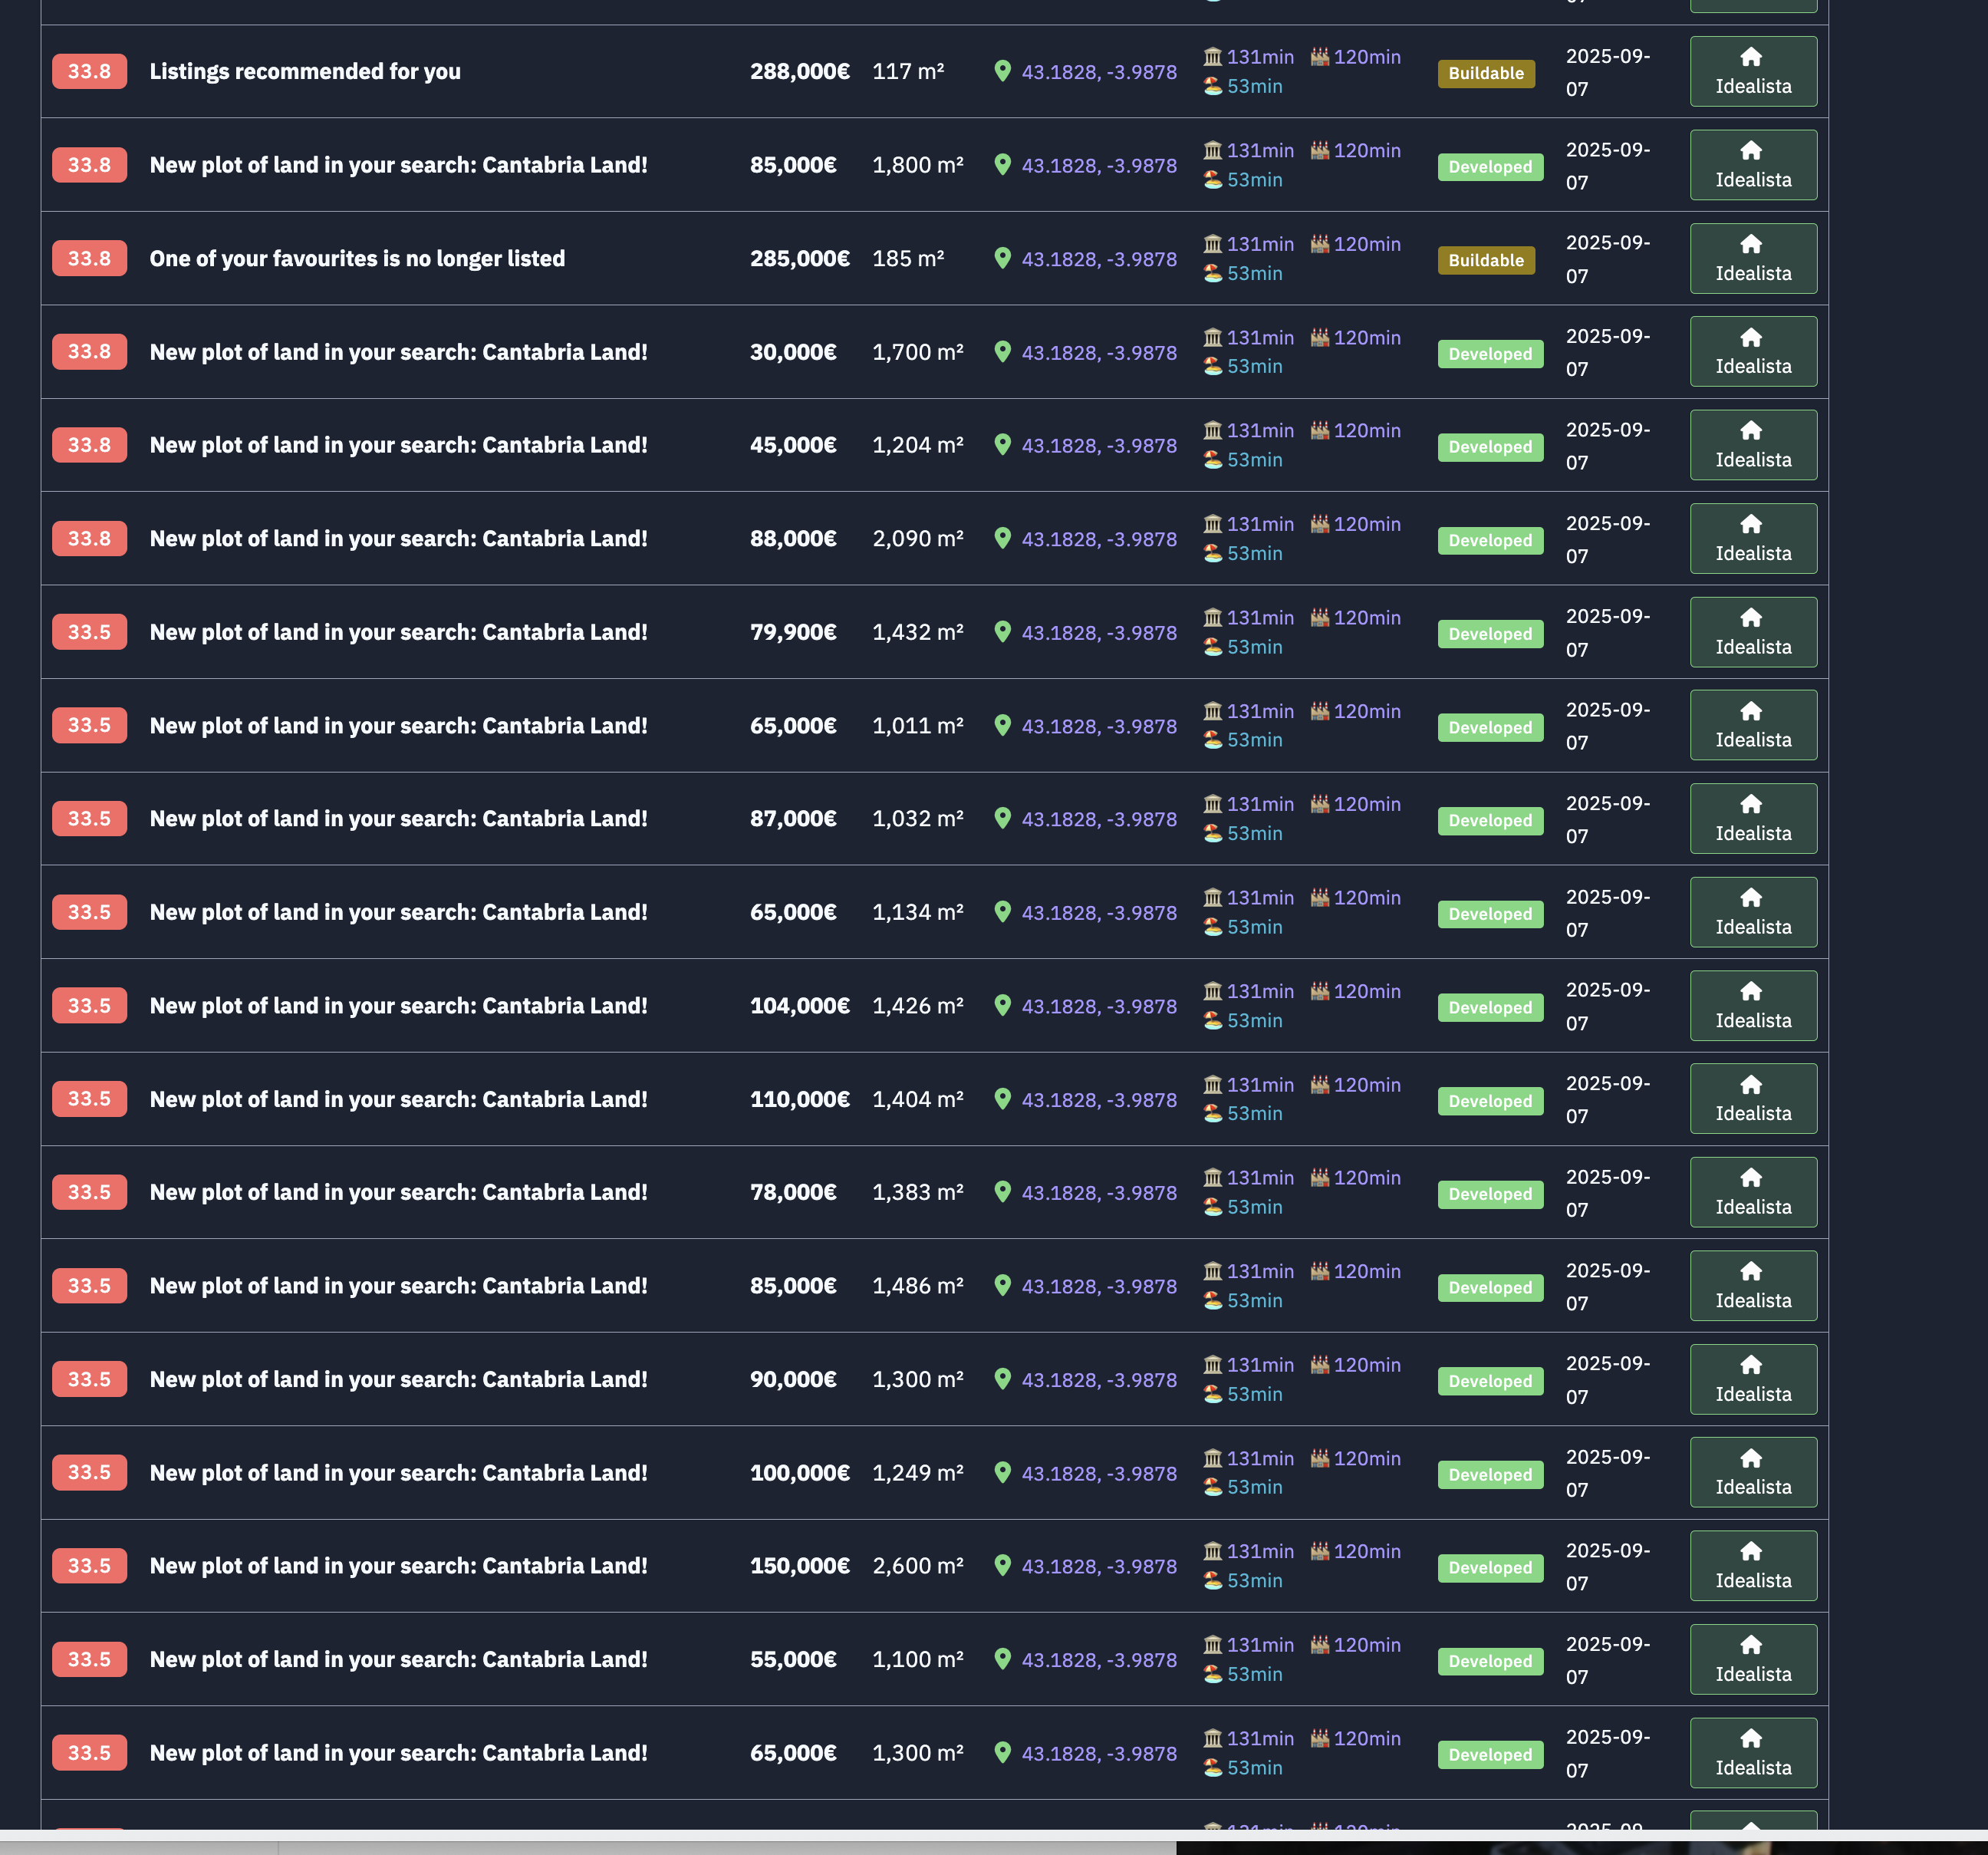 07
33.8 Listings recommended for you 288,000€ 117 m² 43.1828, -3.9878 131min 120min Buildable 2025-09-
53min 07 Idealista
33.8 New plot of land in your search: Cantabria Land! 85,000€ 1,800 m² 43.1828, -3.9878 131min 120min Developed 2025-09-
53min 07 Idealista
33.8 One of your favourites is no longer listed 285,000€ 185 m² 43.1828, -3.9878 131min 120min Buildable 2025-09-
53min 07 Idealista
33.8 New plot of land in your search: Cantabria Land! 30,000€ 1,700 m² 43.1828, -3.9878 131min 120min Developed 2025-09-
53min 07 Idealista
33.8 New plot of land in your search: Cantabria Land! 45,000€ 1,204 m² 43.1828, -3.9878 131min 120min Developed 2025-09-
53min 07 Idealista
33.8 New plot of land in your search: Cantabria Land! 88,000€ 2,090 m² 43.1828, -3.9878 131min 120min Developed 2025-09-
53min 07 Idealista
33.5 New plot of land in your search: Cantabria Land! 79,900€ 1,432 m² 43.1828, -3.9878 131min 120min Developed 2025-09-
53min 07 Idealista
33.5 New plot of land in your search: Cantabria Land! 65,000€ 1,011 m² 43.1828, -3.9878 131min 120min Developed 2025-09-
53min 07 Idealista
33.5 New plot of land in your search: Cantabria Land! 87,000€ 1,032 m² 43.1828, -3.9878 131min 120min Developed 2025-09-
53min 07 Idealista
33.5 New plot of land in your search: Cantabria Land! 65,000€ 1,134 m² 43.1828, -3.9878 131min 120min Developed 2025-09-
53min 07 Idealista
33.5 New plot of land in your search: Cantabria Land! 104,000€ 1,426 m² 43.1828, -3.9878 131min 120min Developed 2025-09-
53min 07 Idealista
33.5 New plot of land in your search: Cantabria Land! 110,000€ 1,404 m² 43.1828, -3.9878 131min 120min Developed 2025-09-
53min 07 Idealista
33.5 New plot of land in your search: Cantabria Land! 78,000€ 1,383 m² 43.1828, -3.9878 131min 120min Developed 2025-09-
53min 07 Idealista
33.5 New plot of land in your search: Cantabria Land! 85,000€ 1,486 m² 43.1828, -3.9878 131min 120min Developed 2025-09-
53min 07 Idealista
33.5 New plot of land in your search: Cantabria Land! 90,000€ 1,300 m² 43.1828, -3.9878 131min 120min Developed 2025-09-
53min 07 Idealista
33.5 New plot of land in your search: Cantabria Land! 100,000€ 1,249 m² 43.1828, -3.9878 131min 120min Developed 2025-09-
53min 07 Idealista
33.5 New plot of land in your search: Cantabria Land! 150,000€ 2,600 m² 43.1828, -3.9878 131min 120min Developed 2025-09-
53min 07 Idealista
33.5 New plot of land in your search: Cantabria Land! 55,000€ 1,100 m² 43.1828, -3.9878 131min 120min Developed 2025-09-
53min 07 Idealista
33.5 New plot of land in your search: Cantabria Land! 65,000€ 1,300 m² 43.1828, -3.9878 131min 120min Developed 2025-09-
53min 07 Idealista
131min 120min 2025-09-